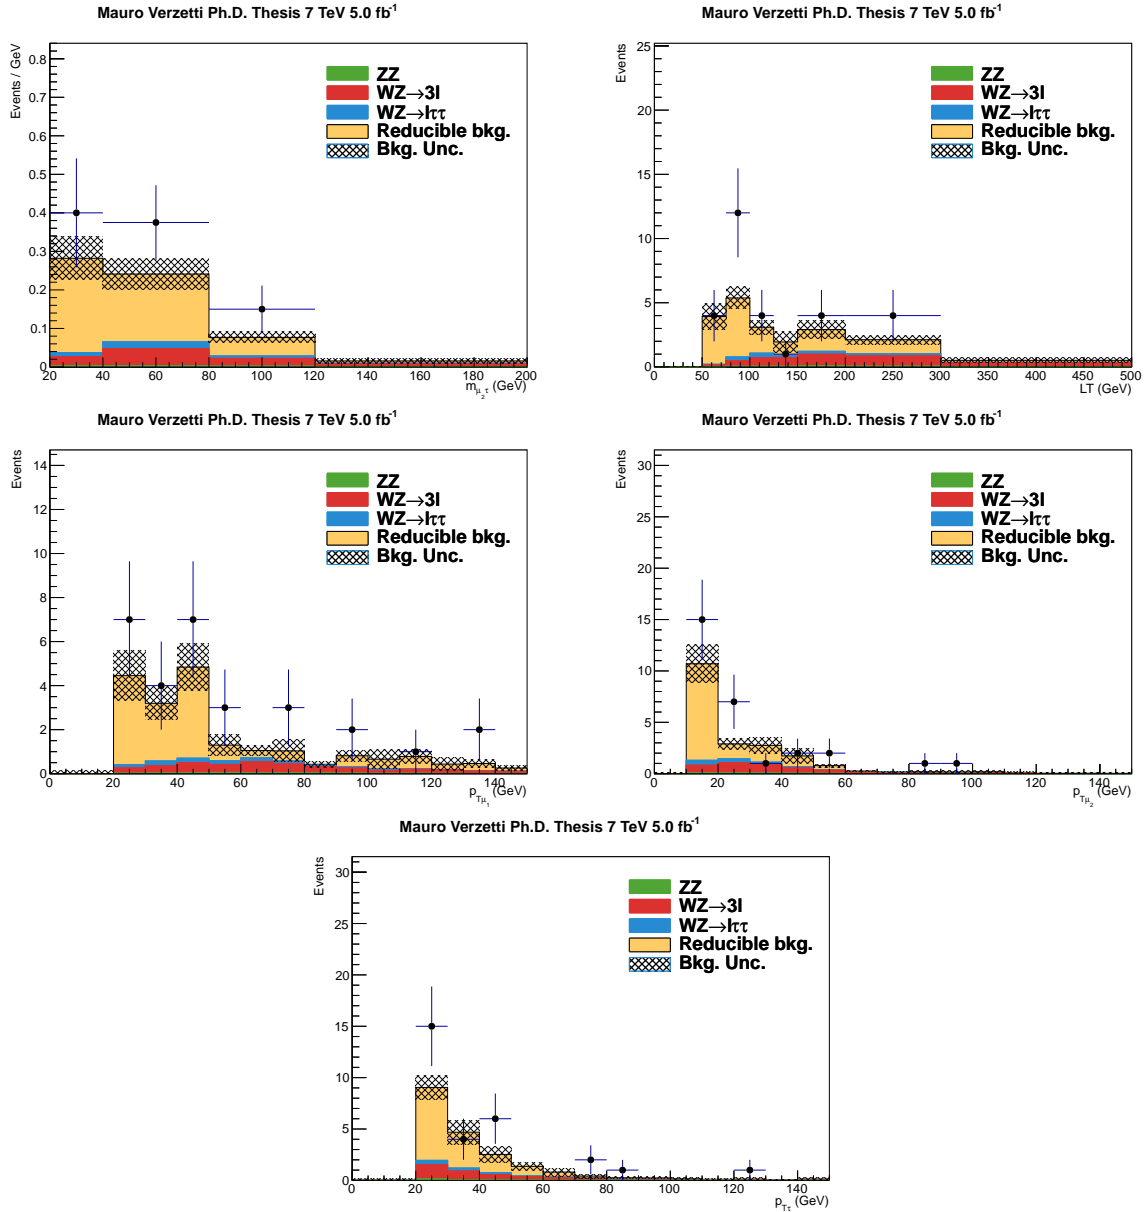 Mauro Verzetti Ph.D. Thesis 7 TeV 5.0 fb⁻¹
Events / GeV
0.8
0.7
0.6
0.5
0.4
0.3
0.2
0.1
0
ZZ
WZ→3l
WZ→lττ
Reducible bkg.
Bkg. Unc.
20 40 60 80 100 120 140 160 180 200
m_{μ₂ τ} (GeV)
Events
25
20
15
10
5
0
ZZ
WZ→3l
WZ→lττ
Reducible bkg.
Bkg. Unc.
0 50 100 150 200 250 300 350 400 450 500
LT (GeV)
Mauro Verzetti Ph.D. Thesis 7 TeV 5.0 fb⁻¹
Mauro Verzetti Ph.D. Thesis 7 TeV 5.0 fb⁻¹
Events
14
12
10
8
6
4
2
0
ZZ
WZ→3l
WZ→lττ
Reducible bkg.
Bkg. Unc.
0 20 40 60 80 100 120 140
p_{Tμ₁} (GeV)
Mauro Verzetti Ph.D. Thesis 7 TeV 5.0 fb⁻¹
Events
30
25
20
15
10
5
0
ZZ
WZ→3l
WZ→lττ
Reducible bkg.
Bkg. Unc.
0 20 40 60 80 100 120 140
p_{Tμ₂} (GeV)
Mauro Verzetti Ph.D. Thesis 7 TeV 5.0 fb⁻¹
Events
30
25
20
15
10
5
0
ZZ
WZ→3l
WZ→lττ
Reducible bkg.
Bkg. Unc.
0 20 40 60 80 100 120 140
p_{Tτ} (GeV)